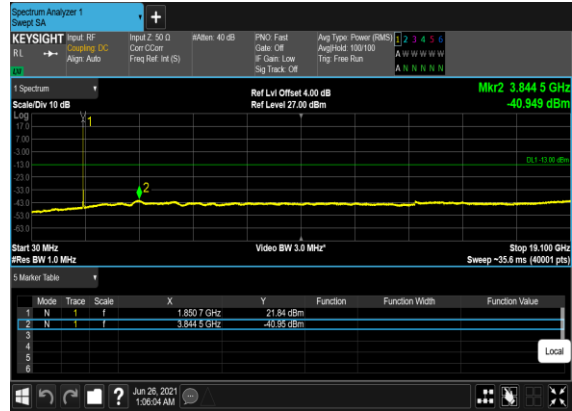 Spectrum Analyzer 1
Swept SA
+
KEYSIGHT Input: RF Input Z: 50 Ω #Atten: 40 dB PNO: Fast Avg Type: Power (RMS) 1 2 3 4 5 6
RL Coupling: DC Corr CCorr Gate: Off Avg|Hold: 100/100 A W W W W W
Align: Auto Freq Ref: Int (S) IF Gain: Low Trig: Free Run
LW Sig Track: Off A N N N N N
1 Spectrum Ref Lvl Offset 4.00 dB Mkr2 3.844 5 GHz
Scale/Div 10 dB Ref Level 27.00 dBm -40.949 dBm
Log
17.0 1
7.00
-3.00
-13.0 DL1 -13.00 dBm
-23.0
-33.0 2
-43.0
-53.0
-63.0
Start 30 MHz Video BW 3.0 MHz* Stop 19.100 GHz
#Res BW 1.0 MHz Sweep ~35.6 ms (40001 pts)
5 Marker Table
Mode Trace Scale X Y Function Function Width Function Value
1 N 1 f 1.850 7 GHz 21.84 dBm
2 N 1 f 3.844 5 GHz -40.95 dBm
3
4
5
6
Local
? Jun 26, 2021
1:06:04 AM